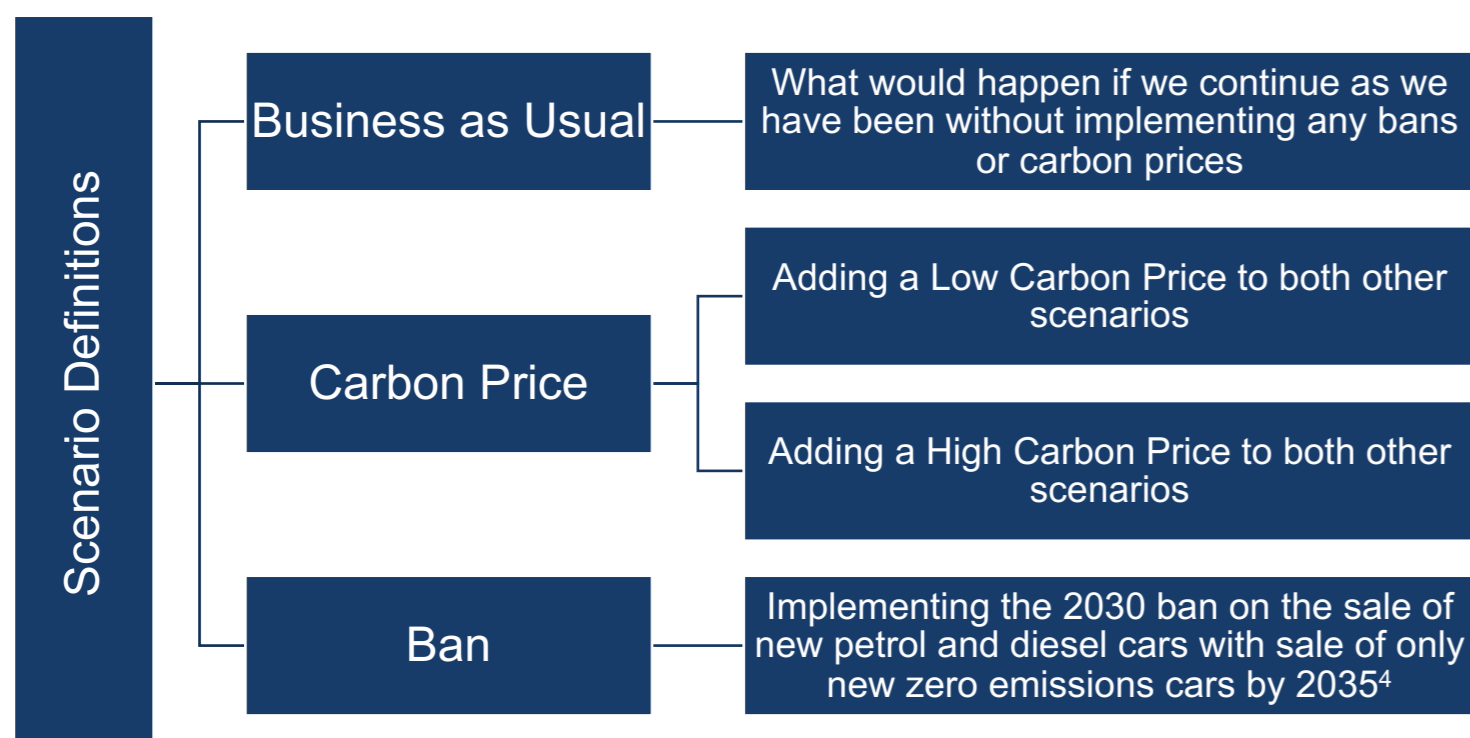 Scenario Definitions
Business as Usual
What would happen if we continue as we
have been without implementing any bans
or carbon prices
Carbon Price
Adding a Low Carbon Price to both other
scenarios
Adding a High Carbon Price to both other
scenarios
Ban
Implementing the 2030 ban on the sale of
new petrol and diesel cars with sale of only
new zero emissions cars by 2035⁴